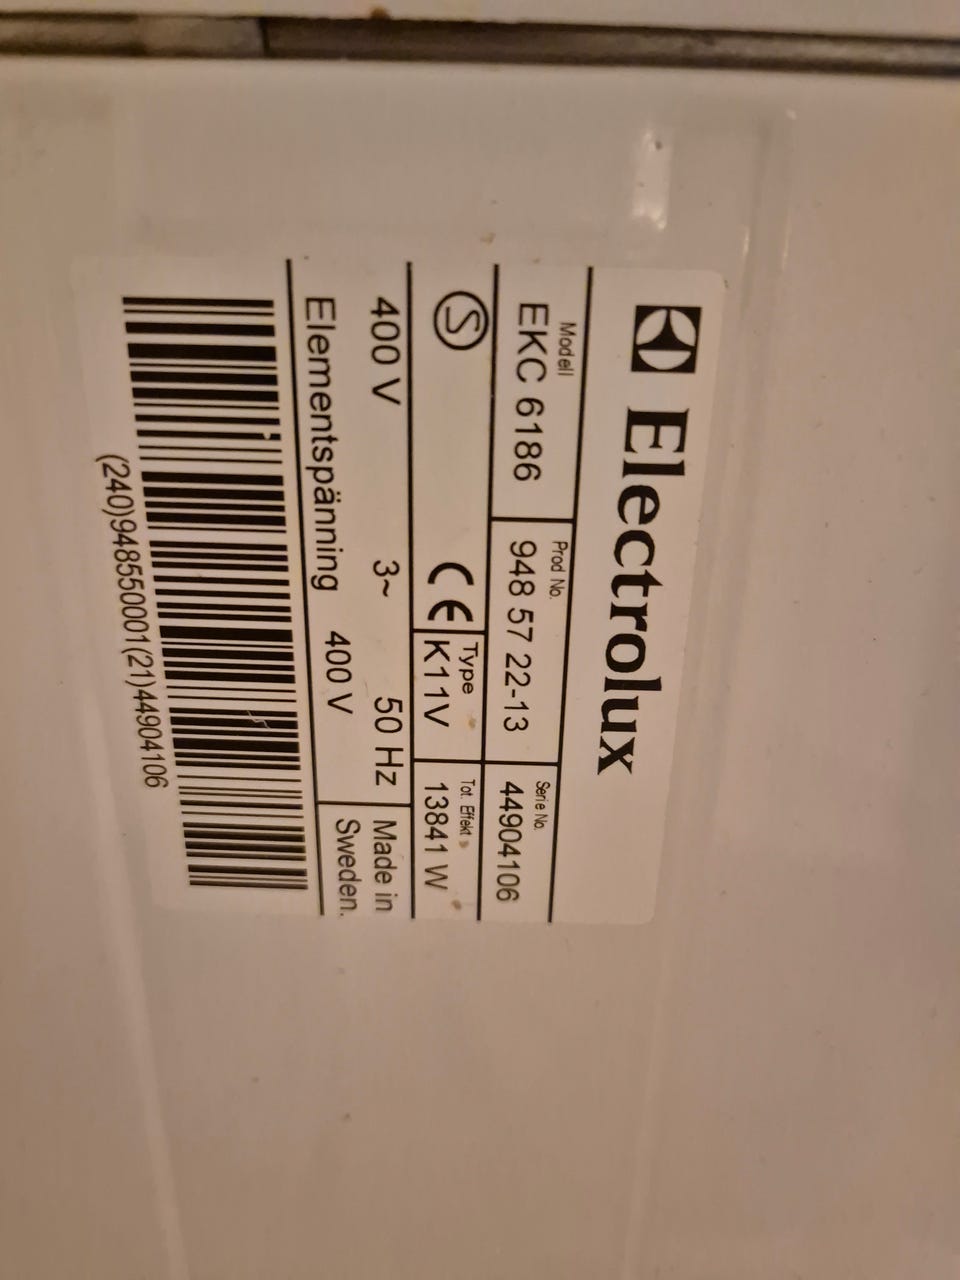 Electrolux
Modell Prod No. Serie No.
EKC 6186 948 57 22-13 44904106
S CE Type Tot. Effekt
K11V 13841 W
400 V 3~ 50 Hz Made in
Elementspänning 400 V Sweden.
(240)948550001(21)44904106